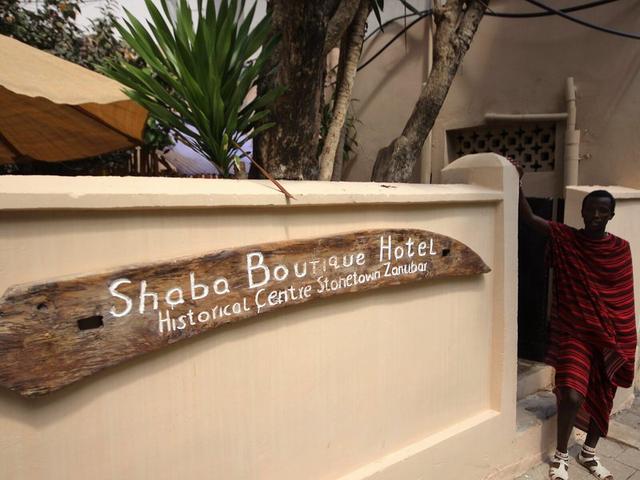 Shaba Boutique Hotel
Historical Centre Stonetown Zanzibar